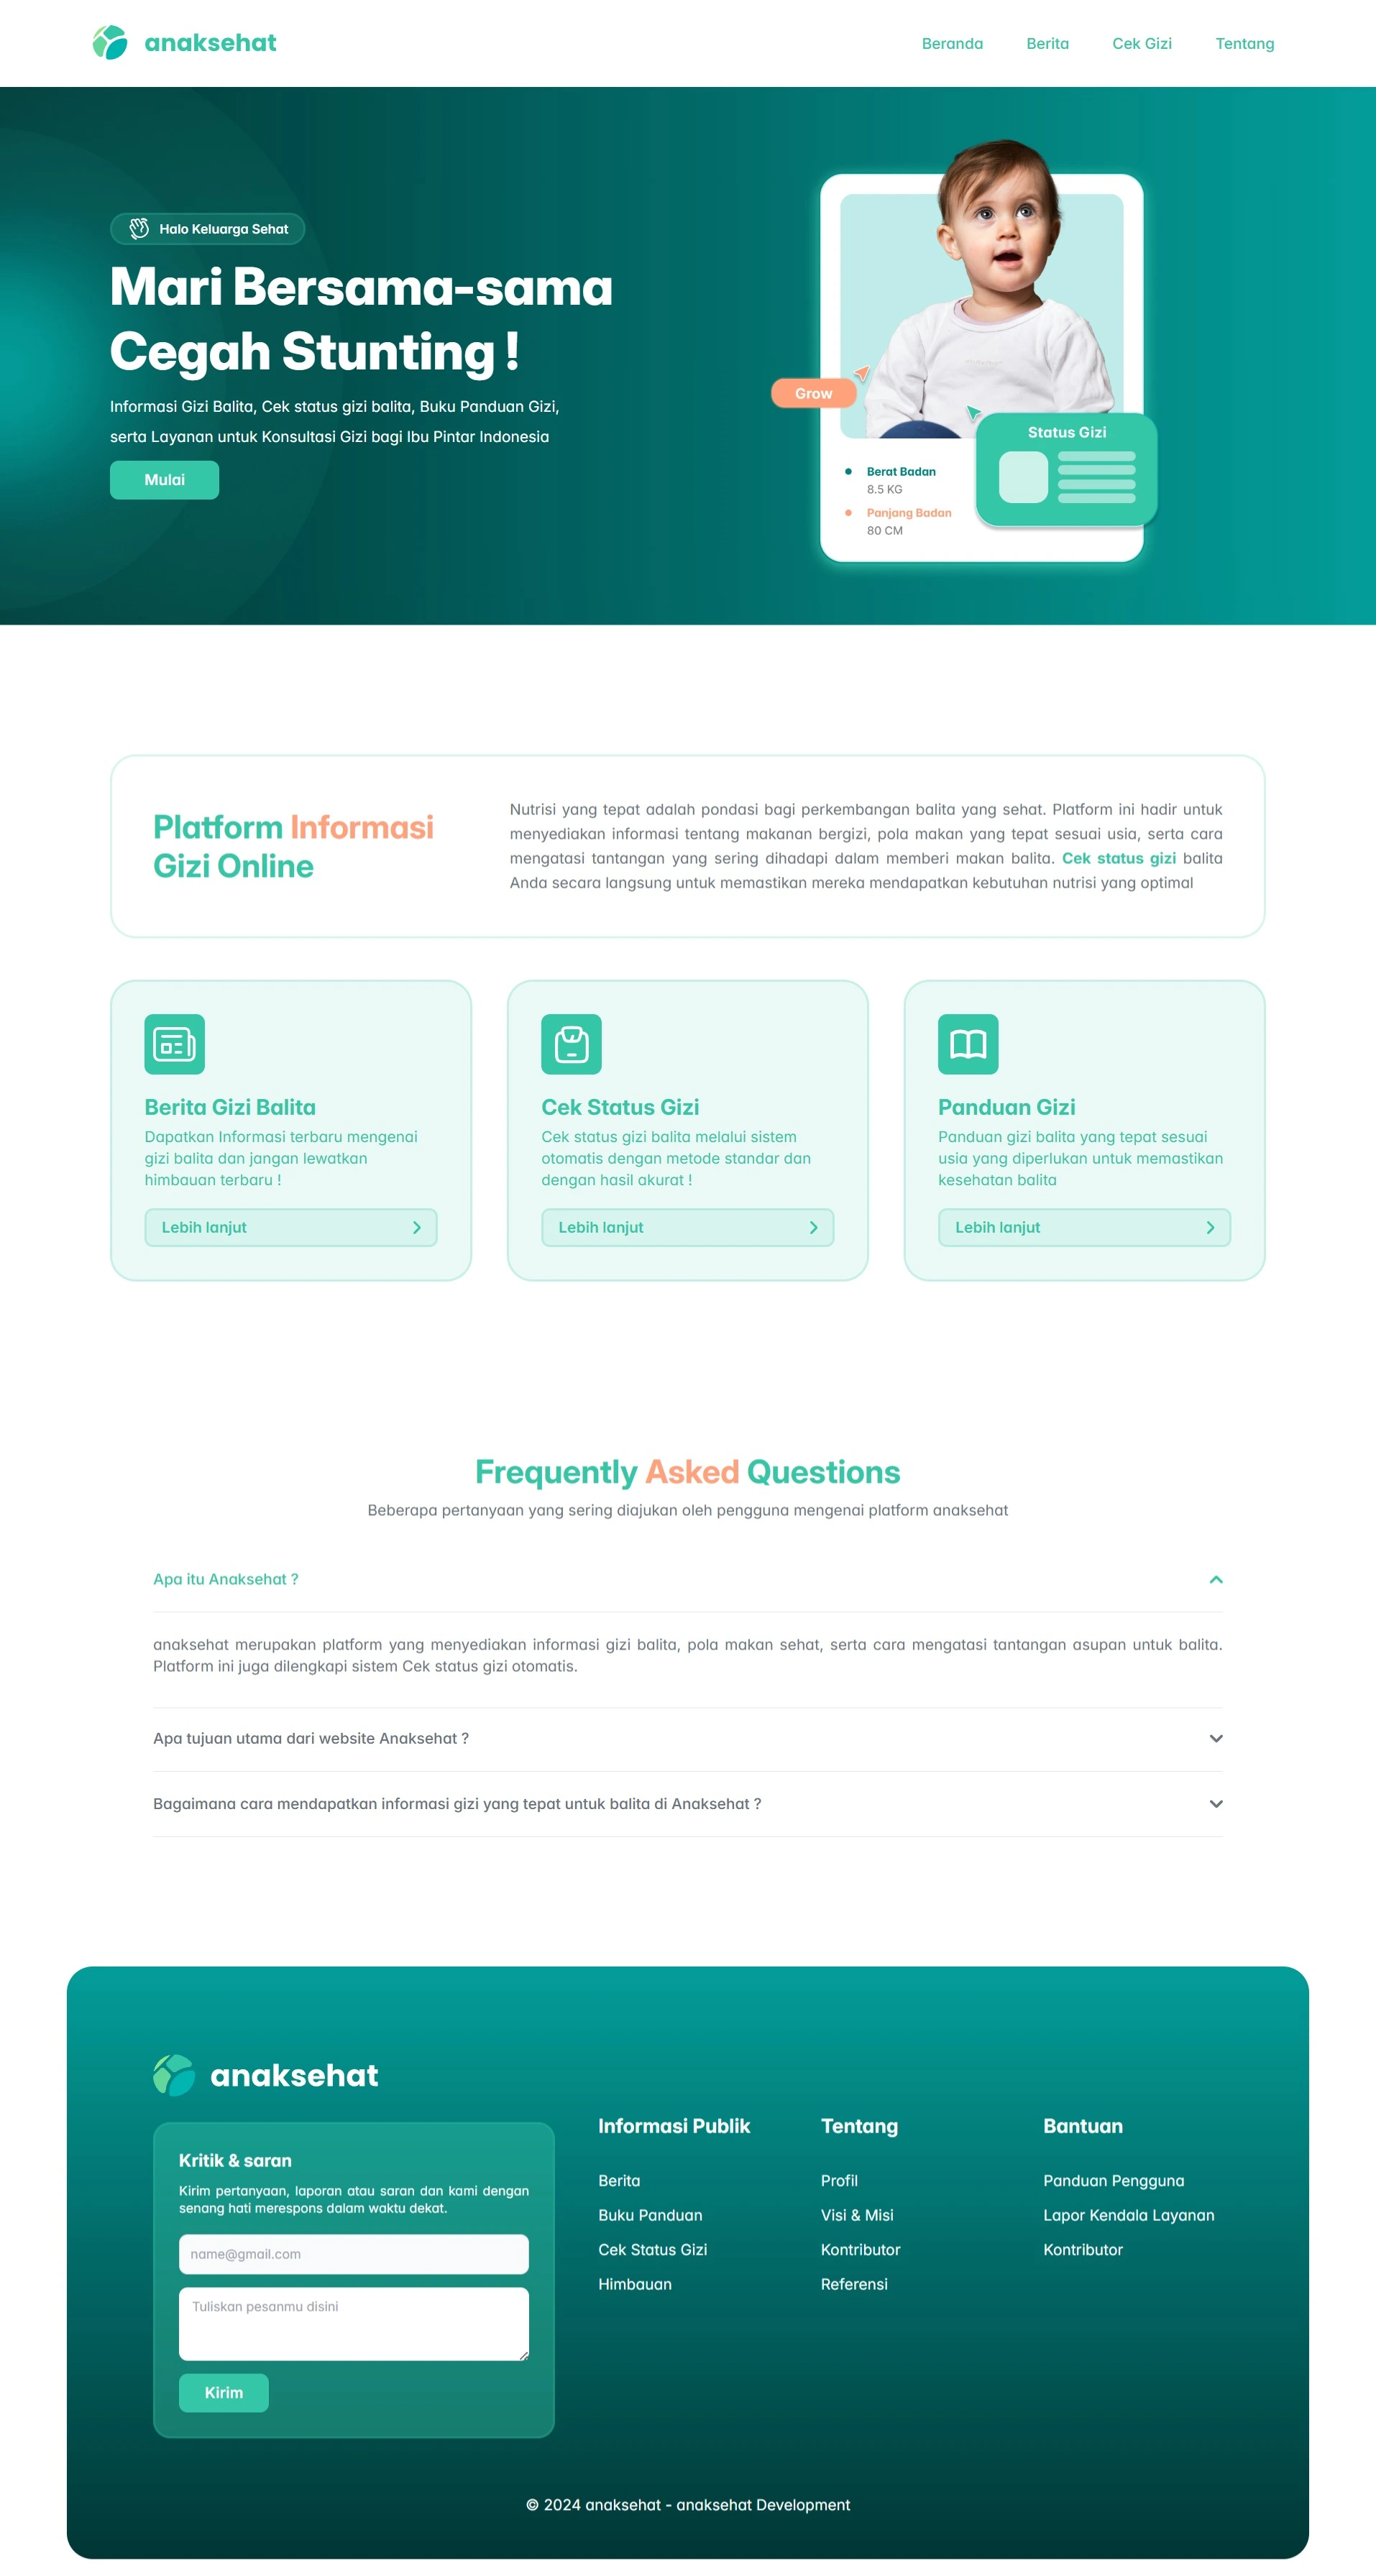 anaksehat
Beranda
Berita
Cek Gizi
Tentang
Halo Keluarga Sehat
Mari Bersama-sama
Cegah Stunting !
Informasi Gizi Balita, Cek status gizi balita, Buku Panduan Gizi,
serta Layanan untuk Konsultasi Gizi bagi Ibu Pintar Indonesia
Mulai
Grow
Status Gizi
Berat Badan
8.5 KG
Panjang Badan
80 CM
Platform Informasi
Gizi Online
Nutrisi yang tepat adalah pondasi bagi perkembangan balita yang sehat. Platform ini hadir untuk
menyediakan informasi tentang makanan bergizi, pola makan yang tepat sesuai usia, serta cara
mengatasi tantangan yang sering dihadapi dalam memberi makan balita. Cek status gizi balita
Anda secara langsung untuk memastikan mereka mendapatkan kebutuhan nutrisi yang optimal
Berita Gizi Balita
Dapatkan Informasi terbaru mengenai
gizi balita dan jangan lewatkan
himbauan terbaru !
Lebih lanjut
Cek Status Gizi
Cek status gizi balita melalui sistem
otomatis dengan metode standar dan
dengan hasil akurat !
Lebih lanjut
Panduan Gizi
Panduan gizi balita yang tepat sesuai
usia yang diperlukan untuk memastikan
kesehatan balita
Lebih lanjut
Frequently Asked Questions
Beberapa pertanyaan yang sering diajukan oleh pengguna mengenai platform anaksehat
Apa itu Anaksehat ?
anaksehat merupakan platform yang menyediakan informasi gizi balita, pola makan sehat, serta cara mengatasi tantangan asupan untuk balita.
Platform ini juga dilengkapi sistem Cek status gizi otomatis.
Apa tujuan utama dari website Anaksehat ?
Bagaimana cara mendapatkan informasi gizi yang tepat untuk balita di Anaksehat ?
anaksehat
Kritik & saran
Kirim pertanyaan, laporan atau saran dan kami dengan
senang hati merespons dalam waktu dekat.
name@gmail.com
Tuliskan pesanmu disini
Kirim
Informasi Publik
Berita
Buku Panduan
Cek Status Gizi
Himbauan
Tentang
Profil
Visi & Misi
Kontributor
Referensi
Bantuan
Panduan Pengguna
Lapor Kendala Layanan
Kontributor
© 2024 anaksehat - anaksehat Development